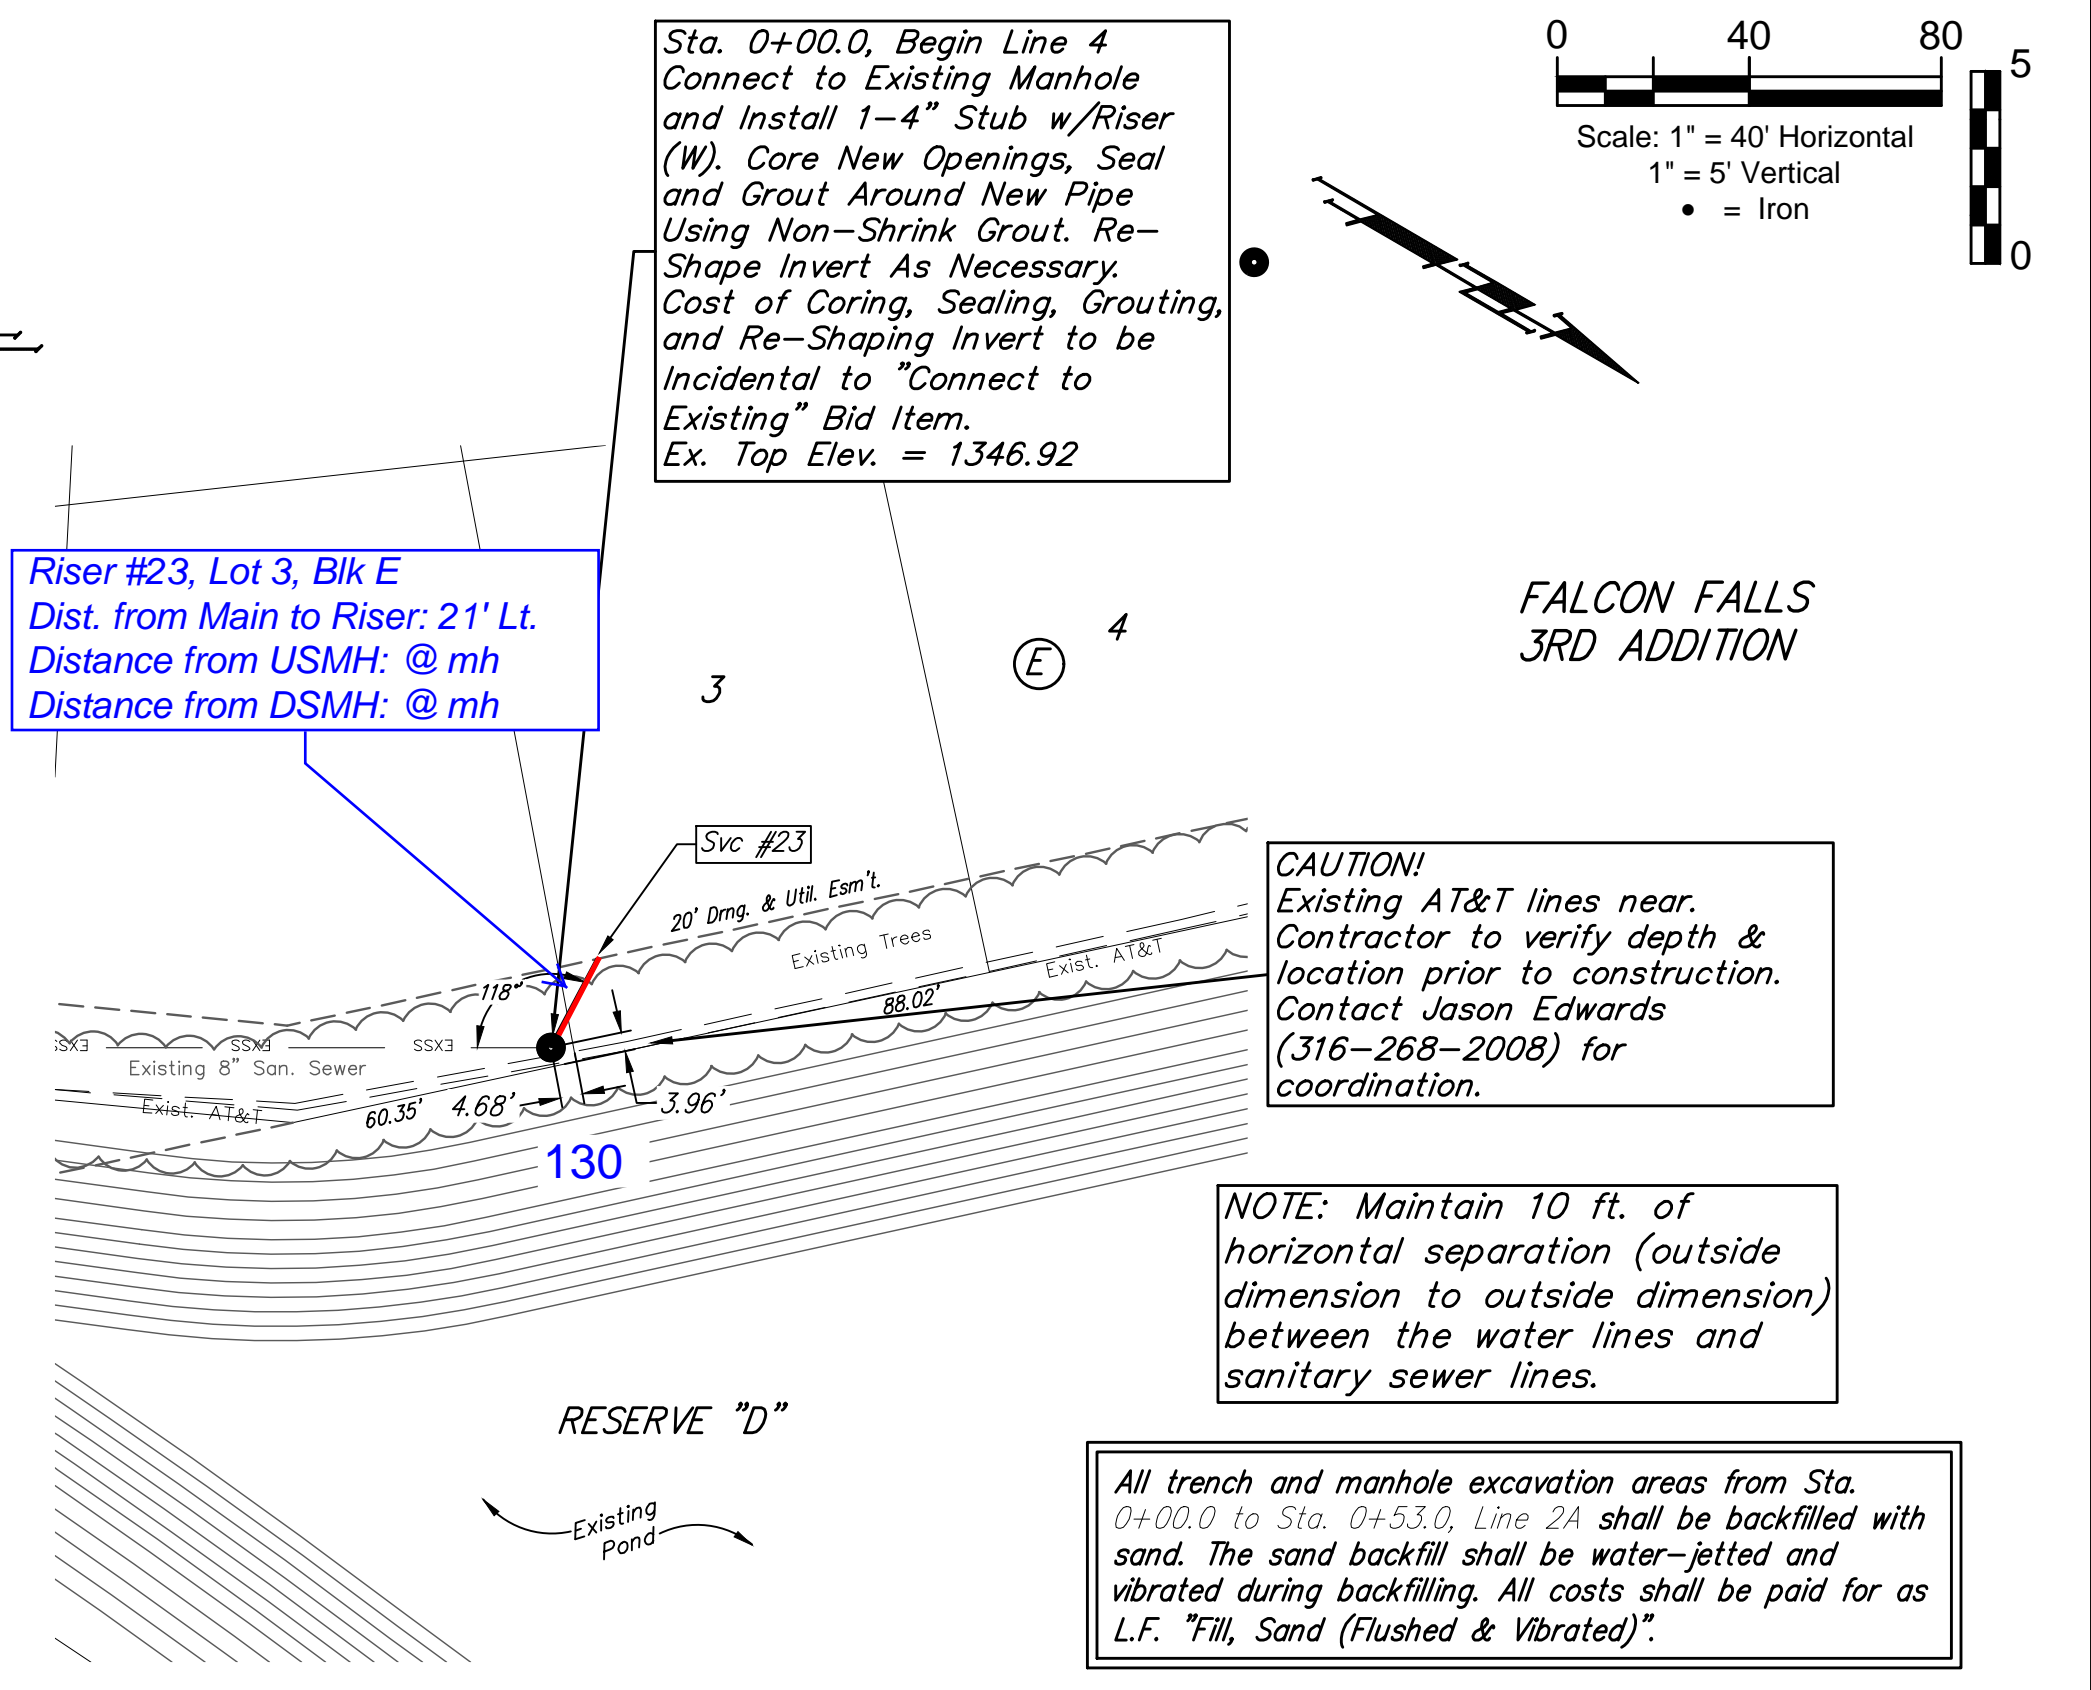 Sta. 0+00.0, Begin Line 4
Connect to Existing Manhole
and Install 1-4" Stub w/Riser
(W). Core New Openings, Seal
and Grout Around New Pipe
Using Non-Shrink Grout. Re-
Shape Invert As Necessary.
Cost of Coring, Sealing, Grouting,
and Re-Shaping Invert to be
Incidental to "Connect to
Existing" Bid Item.
Ex. Top Elev. = 1346.92
0 40 80
5
0
Scale: 1" = 40' Horizontal
1" = 5' Vertical
• = Iron
Riser #23, Lot 3, Blk E
Dist. from Main to Riser: 21' Lt.
Distance from USMH: @ mh
Distance from DSMH: @ mh
3
E
4
FALCON FALLS
3RD ADDITION
Svc #23
20' Drng. & Util. Esm't.
Existing Trees
Exist. AT&T
118°
88.02'
EXSS
EXSS
EXSS
Existing 8" San. Sewer
Exist. AT&T
60.35'
4.68'
3.96'
130
CAUTION!
Existing AT&T lines near.
Contractor to verify depth &
location prior to construction.
Contact Jason Edwards
(316-268-2008) for
coordination.
NOTE: Maintain 10 ft. of
horizontal separation (outside
dimension to outside dimension)
between the water lines and
sanitary sewer lines.
RESERVE "D"
Existing
Pond
All trench and manhole excavation areas from Sta.
0+00.0 to Sta. 0+53.0, Line 2A shall be backfilled with
sand. The sand backfill shall be water-jetted and
vibrated during backfilling. All costs shall be paid for as
L.F. "Fill, Sand (Flushed & Vibrated)".